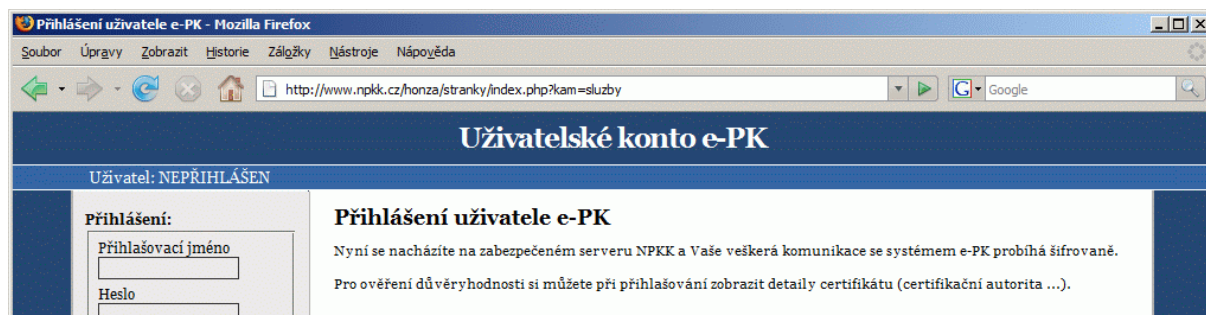 Přihlášení uživatele e-PK - Mozilla Firefox
Soubor Úpravy Zobrazit Historie Záložky Nástroje Nápověda
http://www.npkk.cz/honza/stranky/index.php?kam=sluzby G Google
Uživatelské konto e-PK
Uživatel: NEPŘIHLÁŠEN
Přihlášení:
Přihlašovací jméno
Heslo
Přihlášení uživatele e-PK
Nyní se nacházíte na zabezpečeném serveru NPKK a Vaše veškerá komunikace se systémem e-PK probíhá šifrovaně.
Pro ověření důvěryhodnosti si můžete při přihlašování zobrazit detaily certifikátu (certifikační autorita ...).